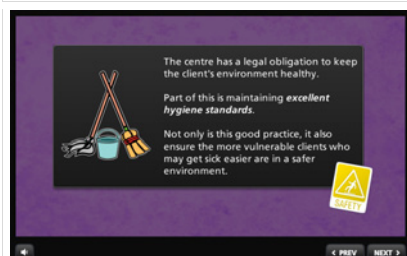 The centre has a legal obligation to keep
the client's environment healthy.
Part of this is maintaining excellent
hygiene standards.
Not only is this good practice, it also
ensure the more vulnerable clients who
may get sick easier are in a safer
environment.
SAFETY
< PREV
NEXT >